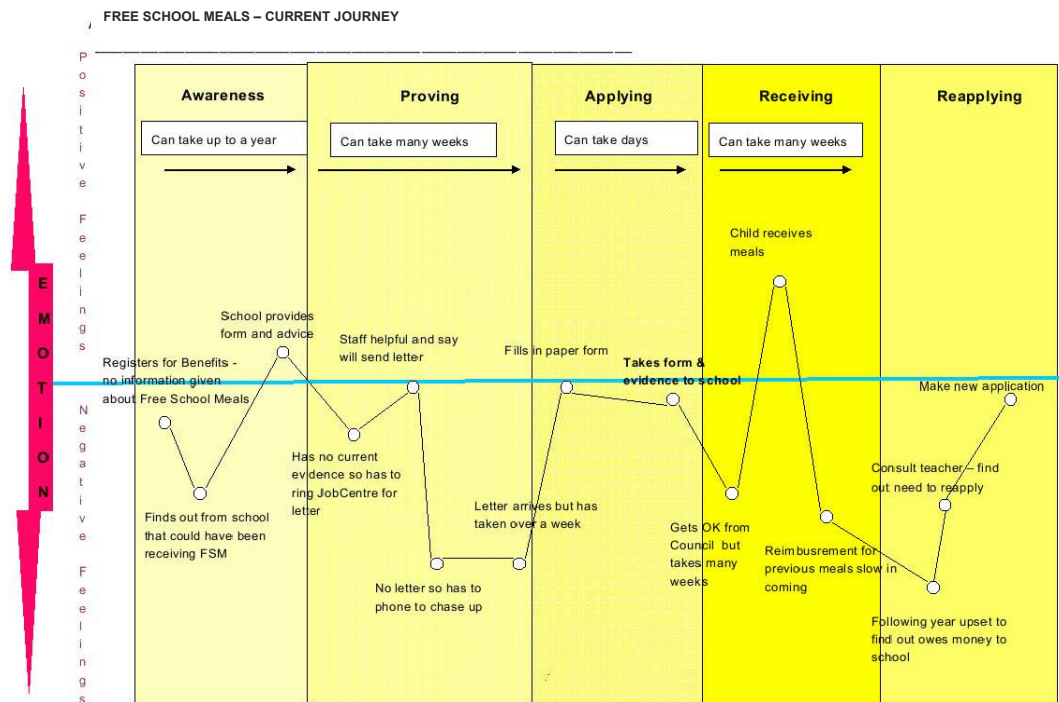 FREE SCHOOL MEALS – CURRENT JOURNEY
Positive Feelings
EMOTION
Negative Feelings
Awareness
Can take up to a year
Registers for Benefits -
no information given
about Free School Meals
School provides
form and advice
Finds out from school
that could have been
receiving FSM
Proving
Can take many weeks
Staff helpful and say
will send letter
Has no current
evidence so has to
ring JobCentre for
letter
No letter so has to
phone to chase up
Letter arrives but has
taken over a week
Applying
Can take days
Fills in paper form
Takes form &
evidence to school
Gets OK from
Council but
takes many
weeks
Receiving
Can take many weeks
Child receives
meals
Reimbusrement for
previous meals slow in
coming
Reapplying
Make new application
Consult teacher – find
out need to reapply
Following year upset to
find out owes money to
school